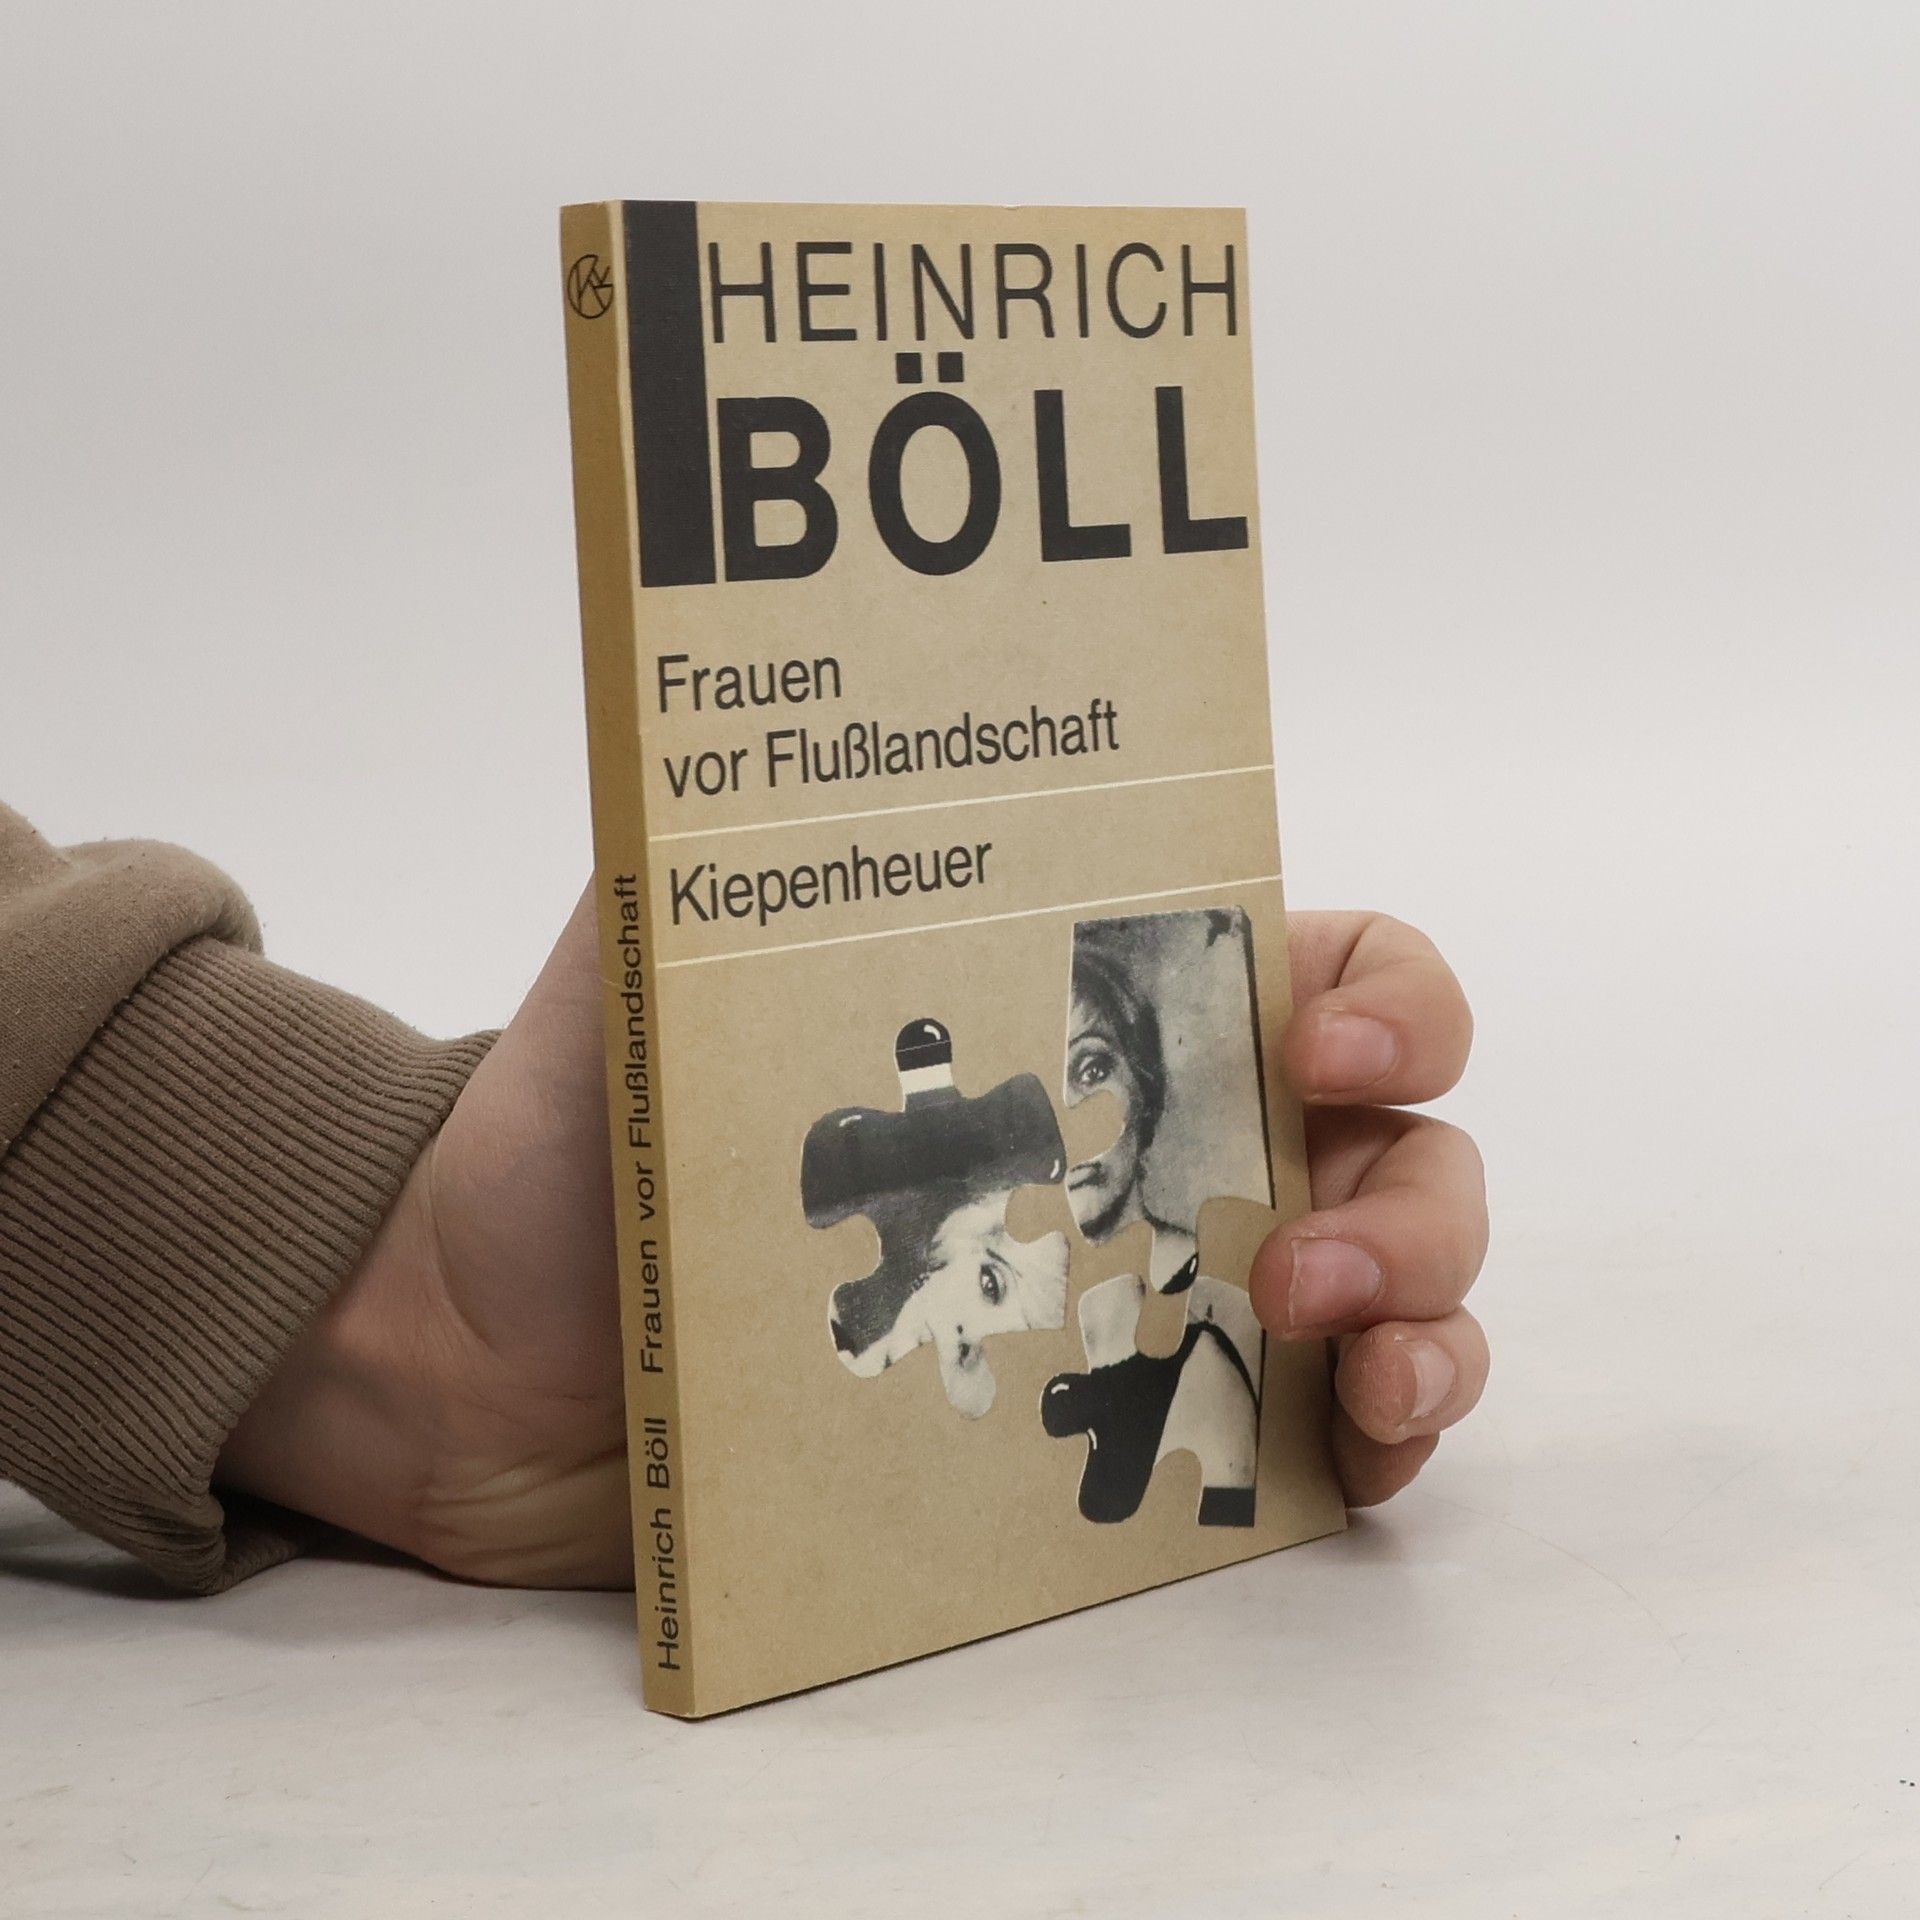 HEINRICH
BÖLL
Frauen
vor Flußlandschaft
Kiepenheuer
Heinrich Böll Frauen vor Flußlandschaft